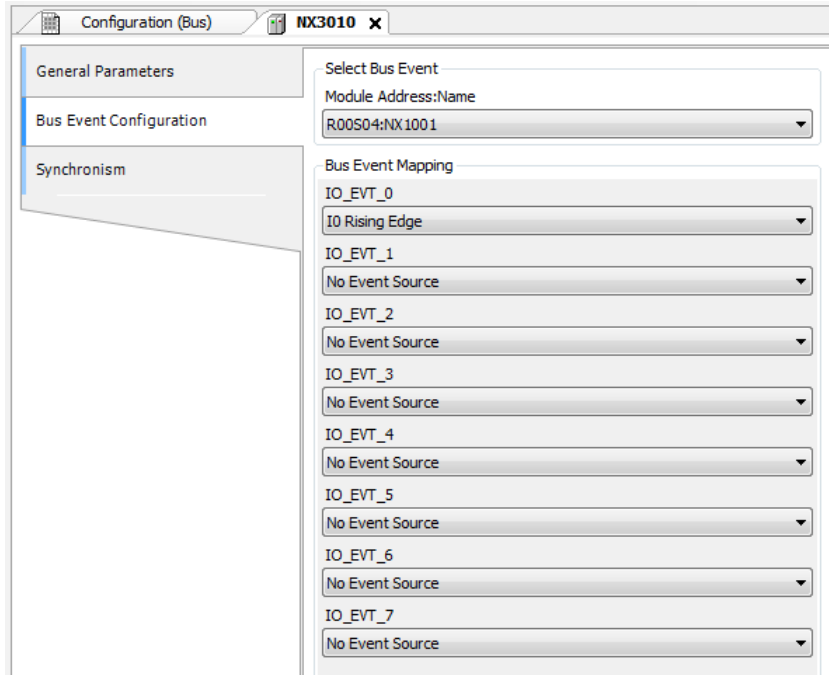 Configuration (Bus) NX3010 x
General Parameters
Bus Event Configuration
Synchronism
Select Bus Event
Module Address:Name
R00S04:NX1001
Bus Event Mapping
IO_EVT_0
I0 Rising Edge
IO_EVT_1
No Event Source
IO_EVT_2
No Event Source
IO_EVT_3
No Event Source
IO_EVT_4
No Event Source
IO_EVT_5
No Event Source
IO_EVT_6
No Event Source
IO_EVT_7
No Event Source